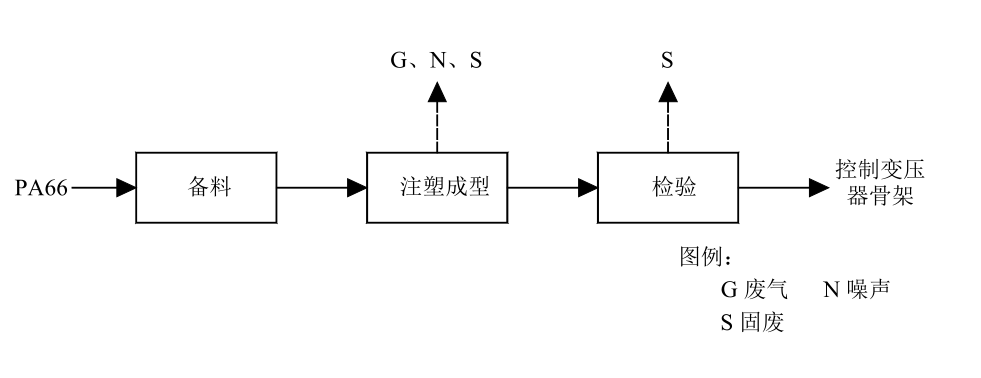 G、N、S
S
PA66
备料
注塑成型
检验
控制变压
器骨架
图例：
G 废气 N 噪声
S 固废